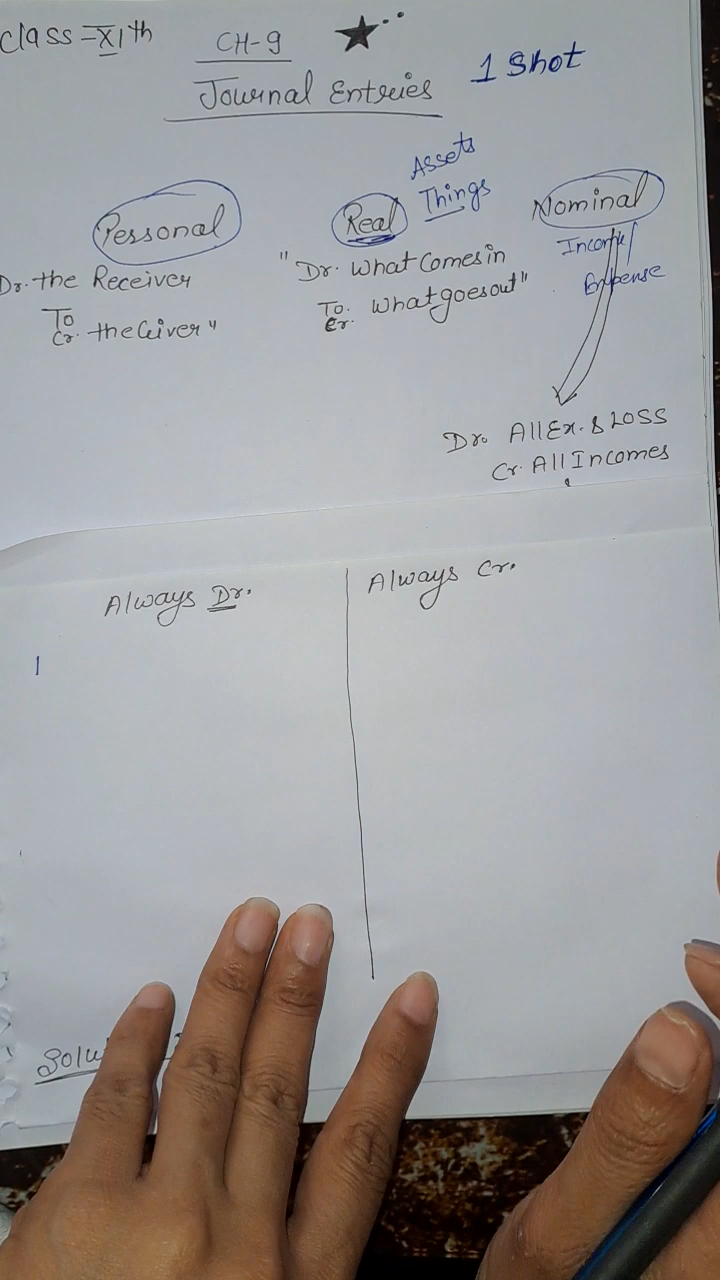 Class = XIth
CH-9
Journal Entries
1 Shot
Personal
Dr. the Receiver
To
Cr. the Giver"
Assets
Things
Real
"Dr. What Comes in
To
Cr. What goes out"
Nominal
Income/
Expense
Dr. All Ex. & Loss
Cr. All Incomes
Always Dr.
Always Cr.
1